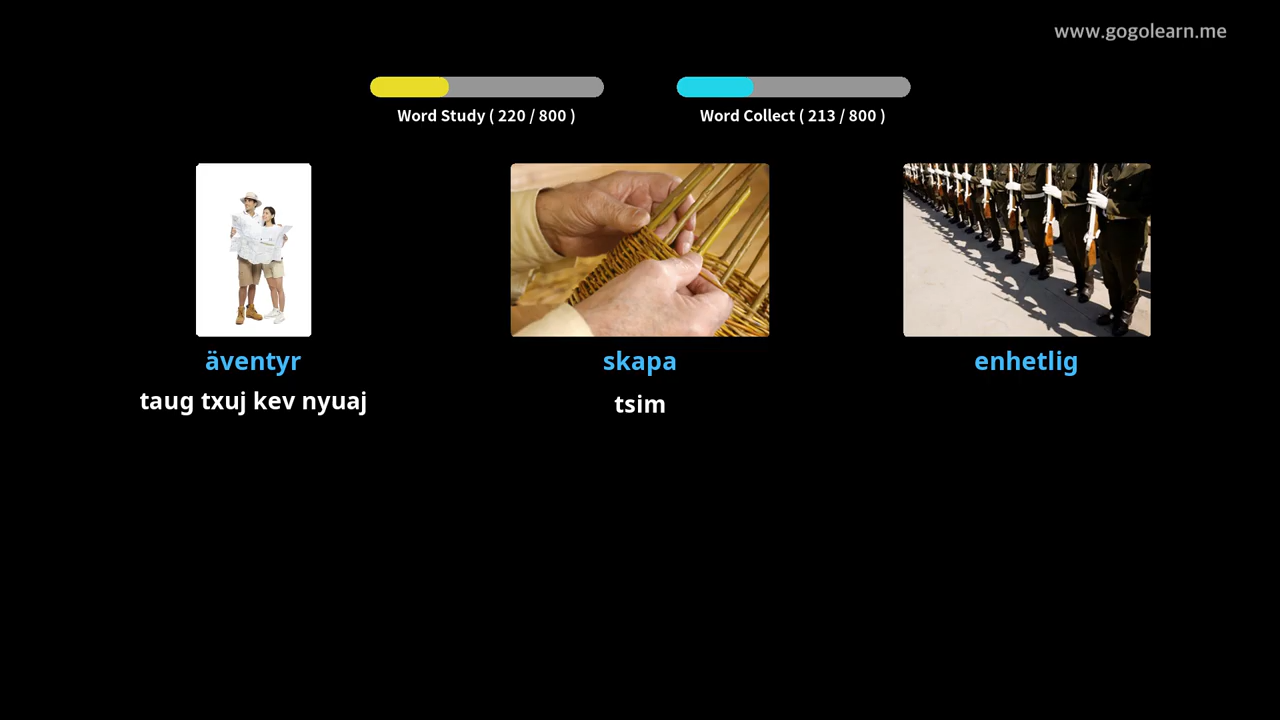 www.gogolearn.me
Word Study ( 220 / 800 )
Word Collect ( 213 / 800 )
äventyr
skapa
enhetlig
taug txuj kev nyuaj
tsim